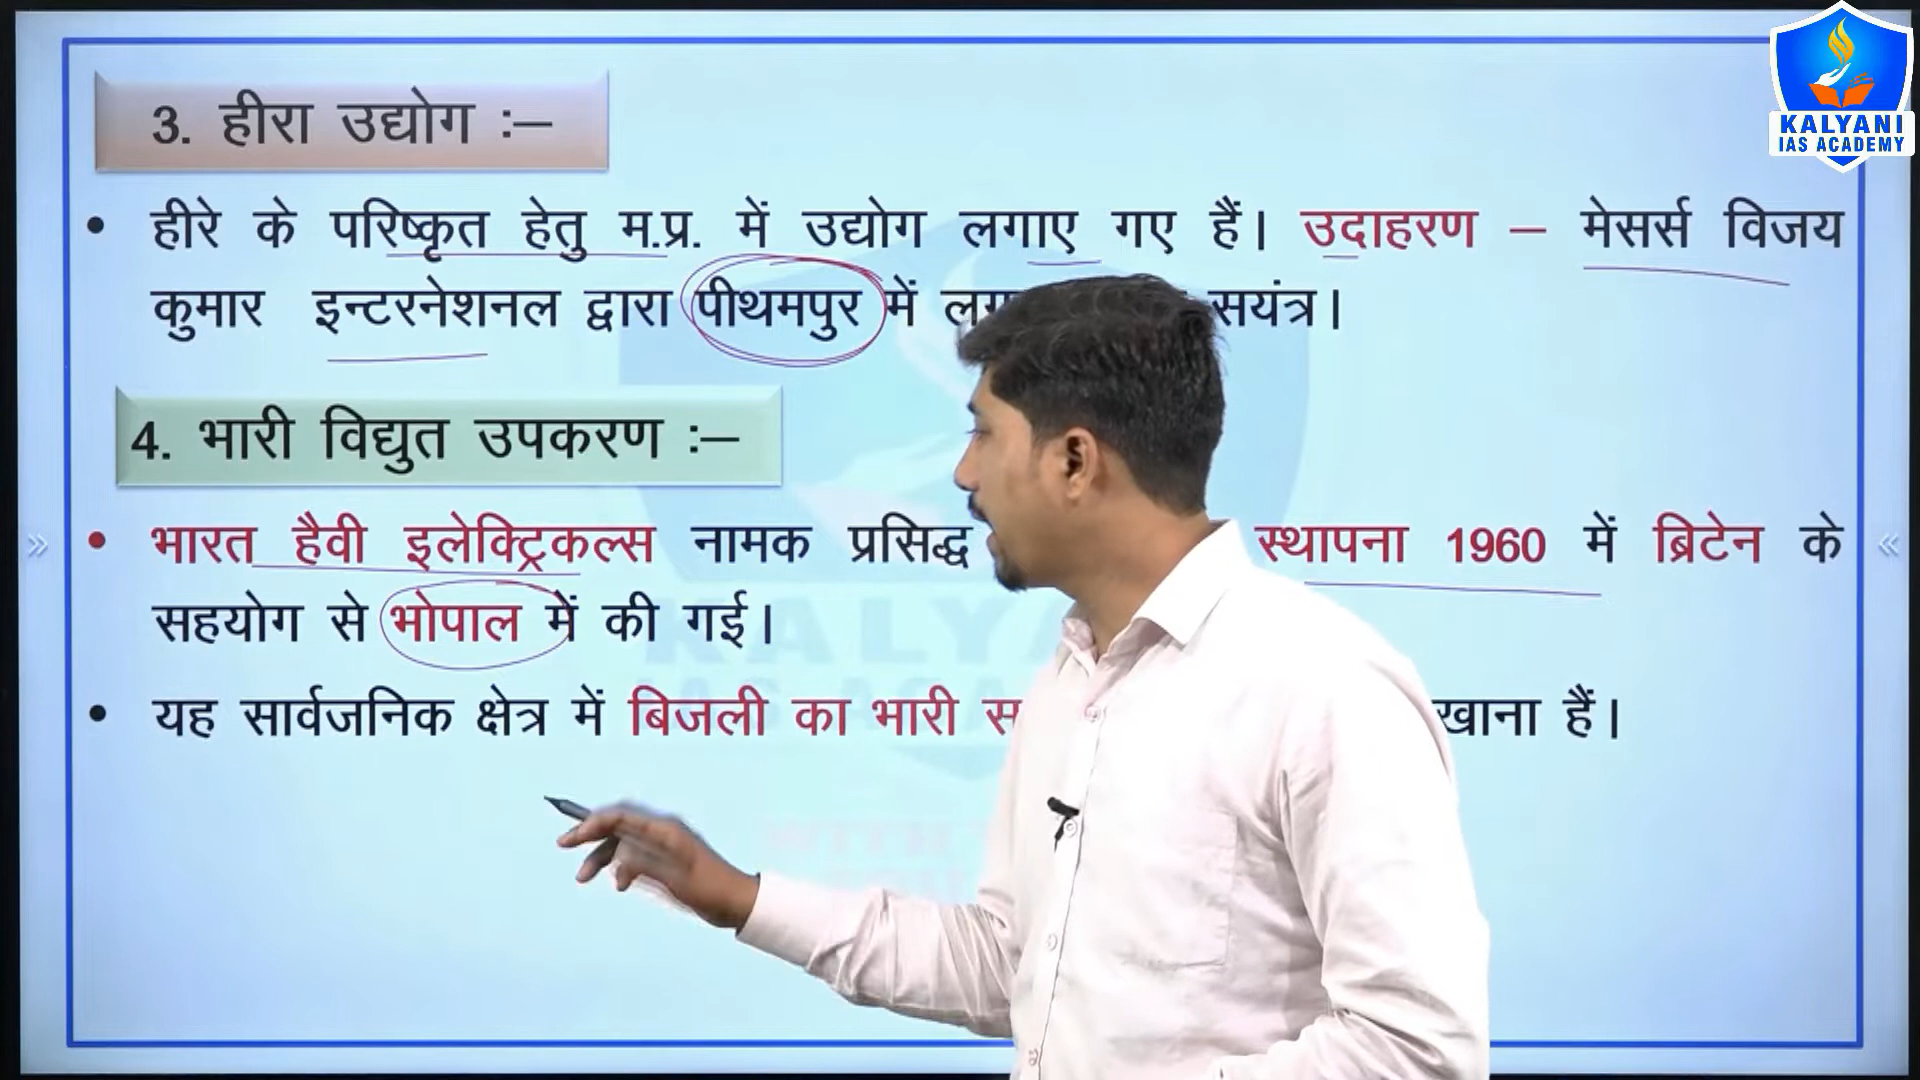 KALYANI
IAS ACADEMY
3. हीरा उद्योग :–
• हीरे के परिष्कृत हेतु म.प्र. में उद्योग लगाए गए हैं। उदाहरण – मेसर्स विजय
कुमार इन्टरनेशनल द्वारा पीथमपुर में सयंत्र।
4. भारी विद्युत उपकरण :–
• भारत हैवी इलेक्ट्रिकल्स नामक प्रसिद्ध स्थापना 1960 में ब्रिटेन के
सहयोग से भोपाल में की गई।
• यह सार्वजनिक क्षेत्र में बिजली का भारी हैं।